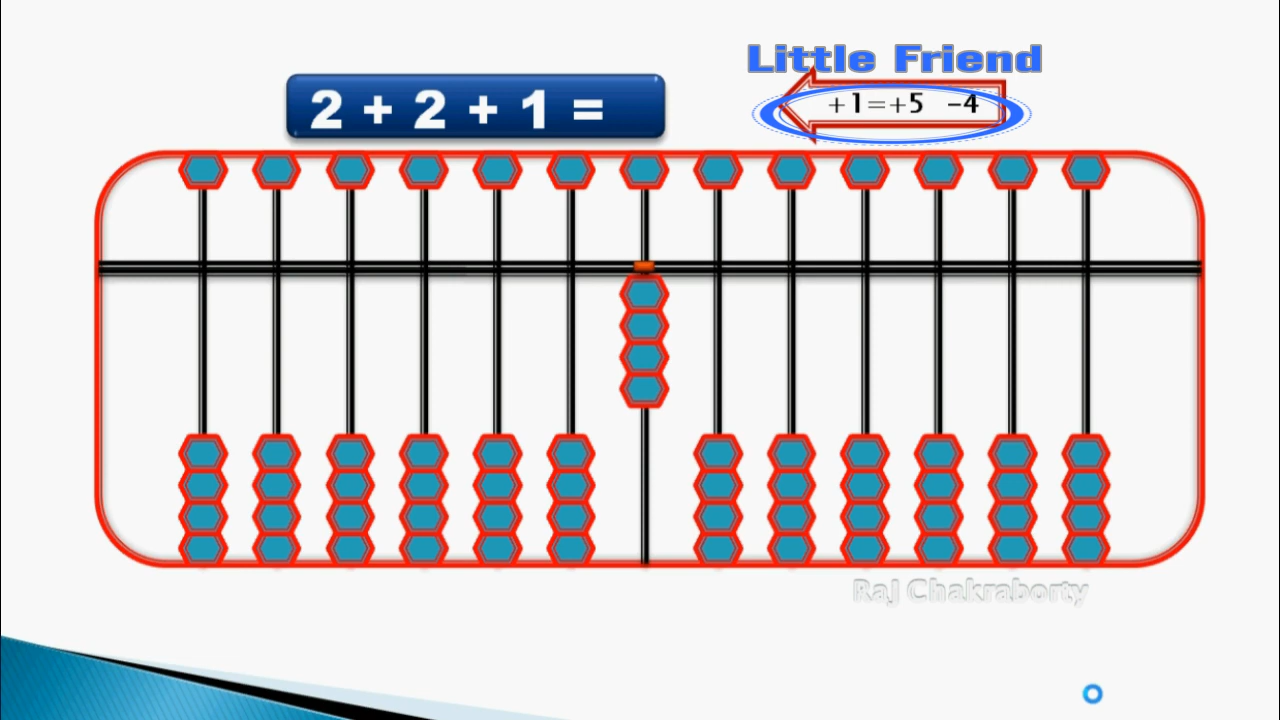 Little Friend
2 + 2 + 1 =
+1=+5 -4
Raj Chakraborty